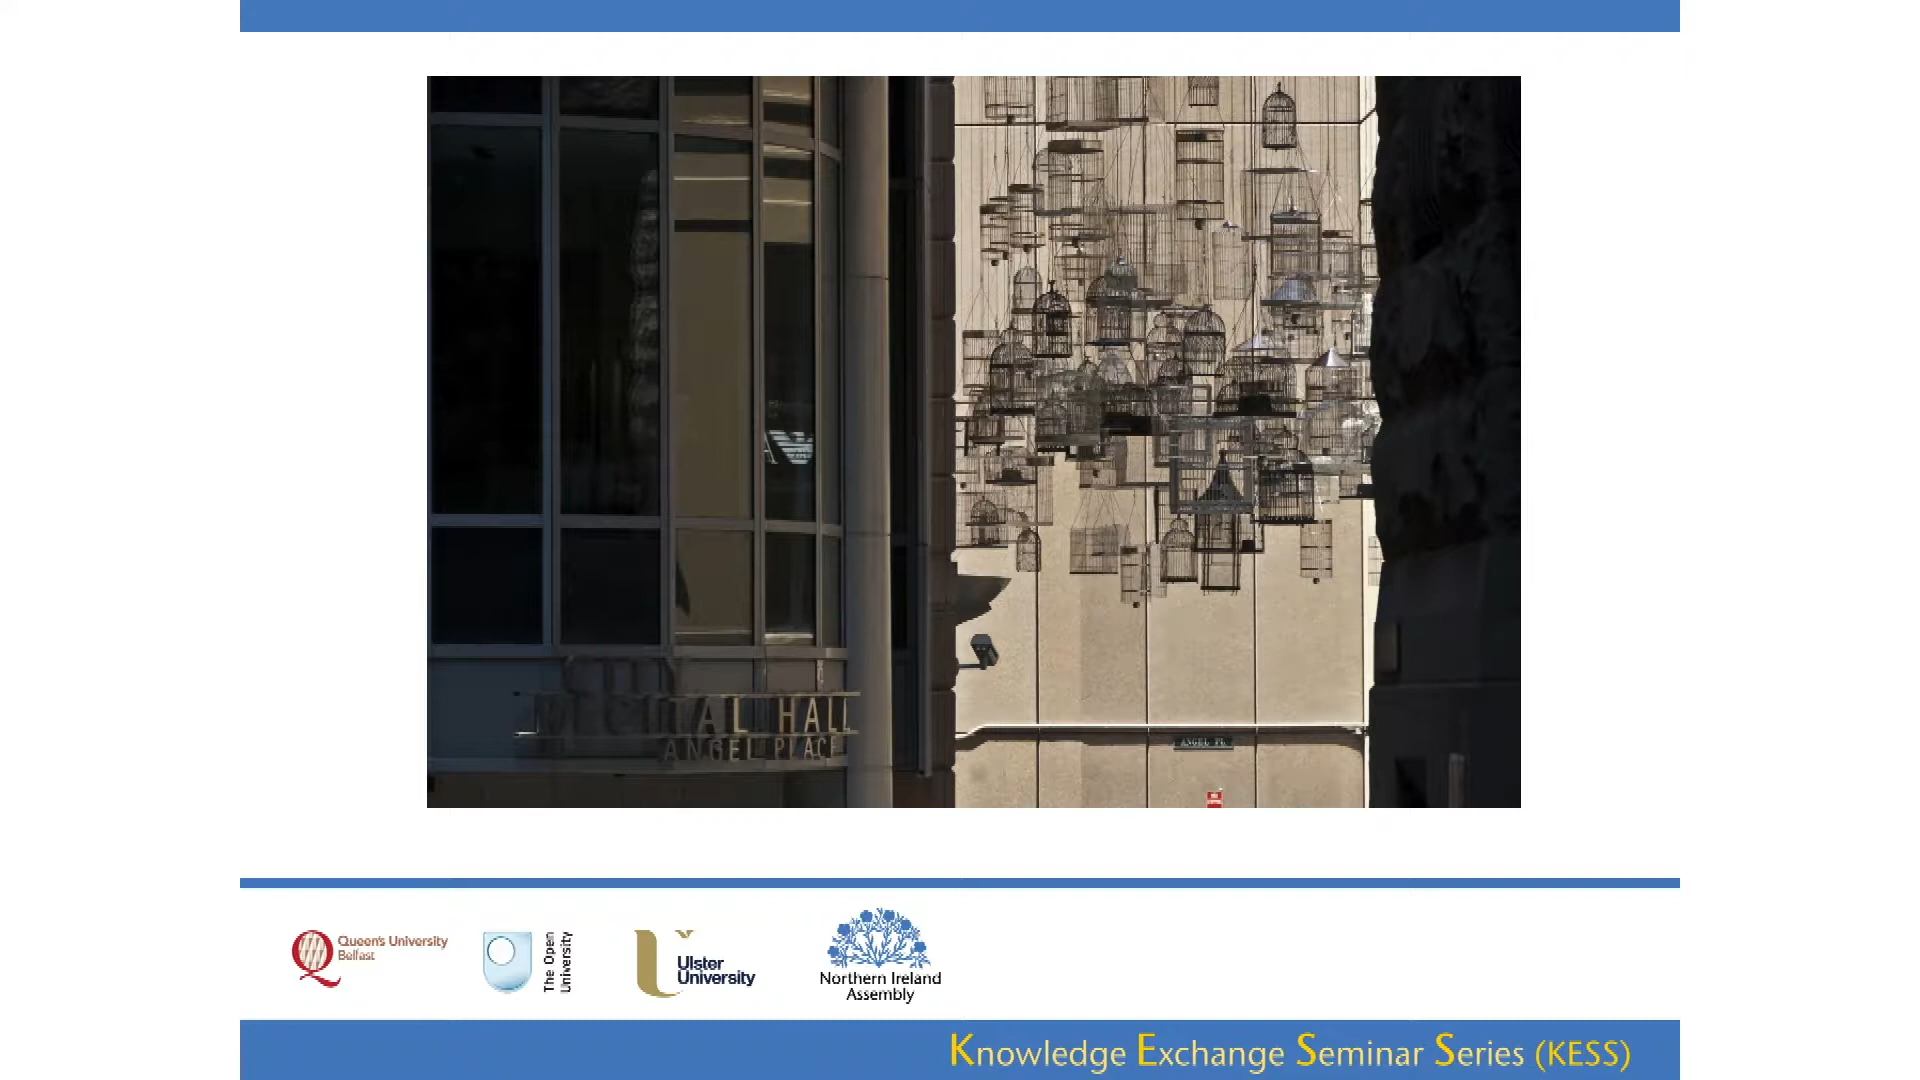 CITY
RECITAL HALL
ANGEL PLACE
ANGEL PL
Queen's University
Belfast
The Open
University
Ulster
University
Northern Ireland
Assembly
Knowledge Exchange Seminar Series (KESS)